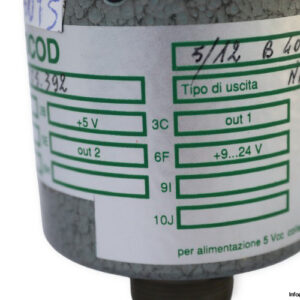 COD
5/12 B 40
392
Tipo di uscita
+5 V
3C
out 1
out 2
6F
+9...24 V
9I
10J
per alimentazione 5 Vcc